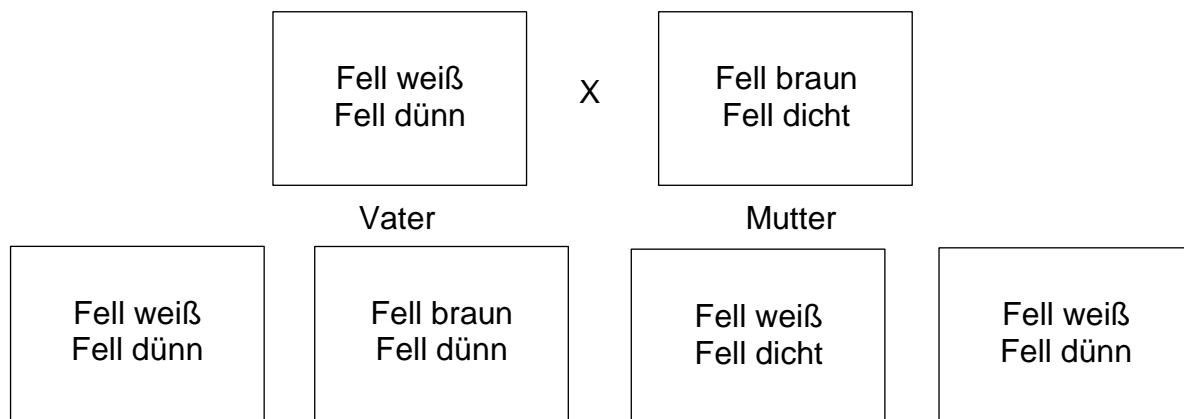 Fell weiß
Fell dünn
X
Fell braun
Fell dicht
Vater
Mutter
Fell weiß
Fell dünn
Fell braun
Fell dünn
Fell weiß
Fell dicht
Fell weiß
Fell dünn